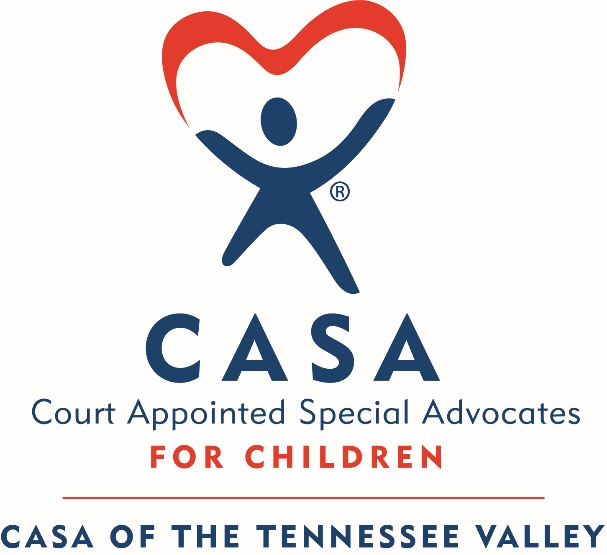 ®
CASA
Court Appointed Special Advocates
FOR CHILDREN
CASA OF THE TENNESSEE VALLEY